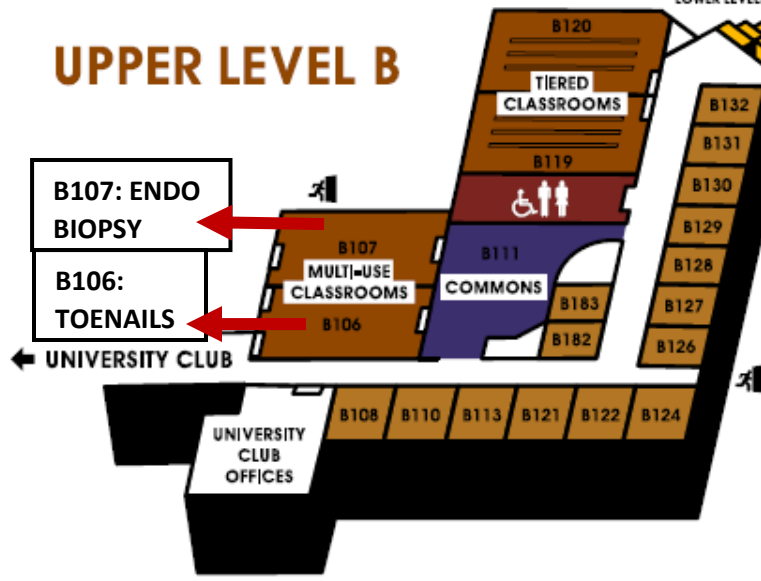 LOWER LEVEL
UPPER LEVEL B
B120
TIERED
CLASSROOMS
B119
B132
B131
B130
B129
B128
B127
B126
B107: ENDO
BIOPSY
B106:
TOENAILS
B107
MULTI-USE
CLASSROOMS
B106
B111
COMMONS
B183
B182
UNIVERSITY CLUB
B108
B110
B113
B121
B122
B124
UNIVERSITY
CLUB
OFFICES